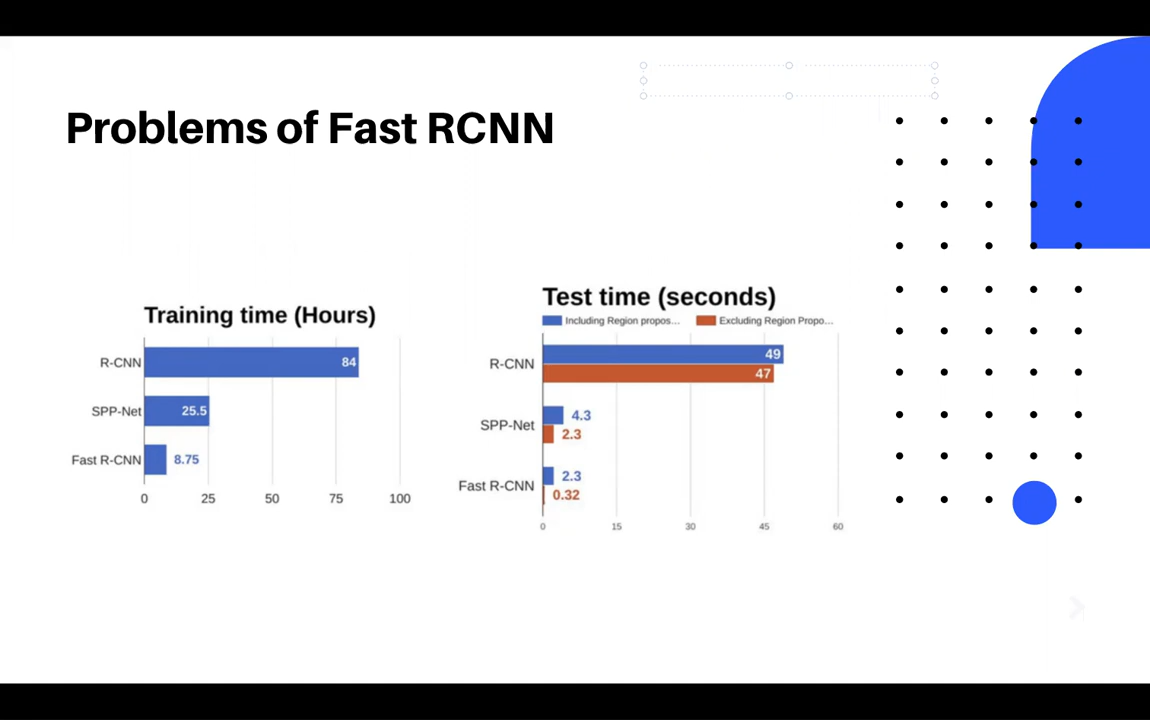 Problems of Fast RCNN
Training time (Hours)
R-CNN 84
SPP-Net 25.5
Fast R-CNN 8.75
0 25 50 75 100
Test time (seconds)
Including Region propos... Excluding Region Propo...
R-CNN 49
47
SPP-Net 4.3
2.3
Fast R-CNN 2.3
0.32
0 15 30 45 60